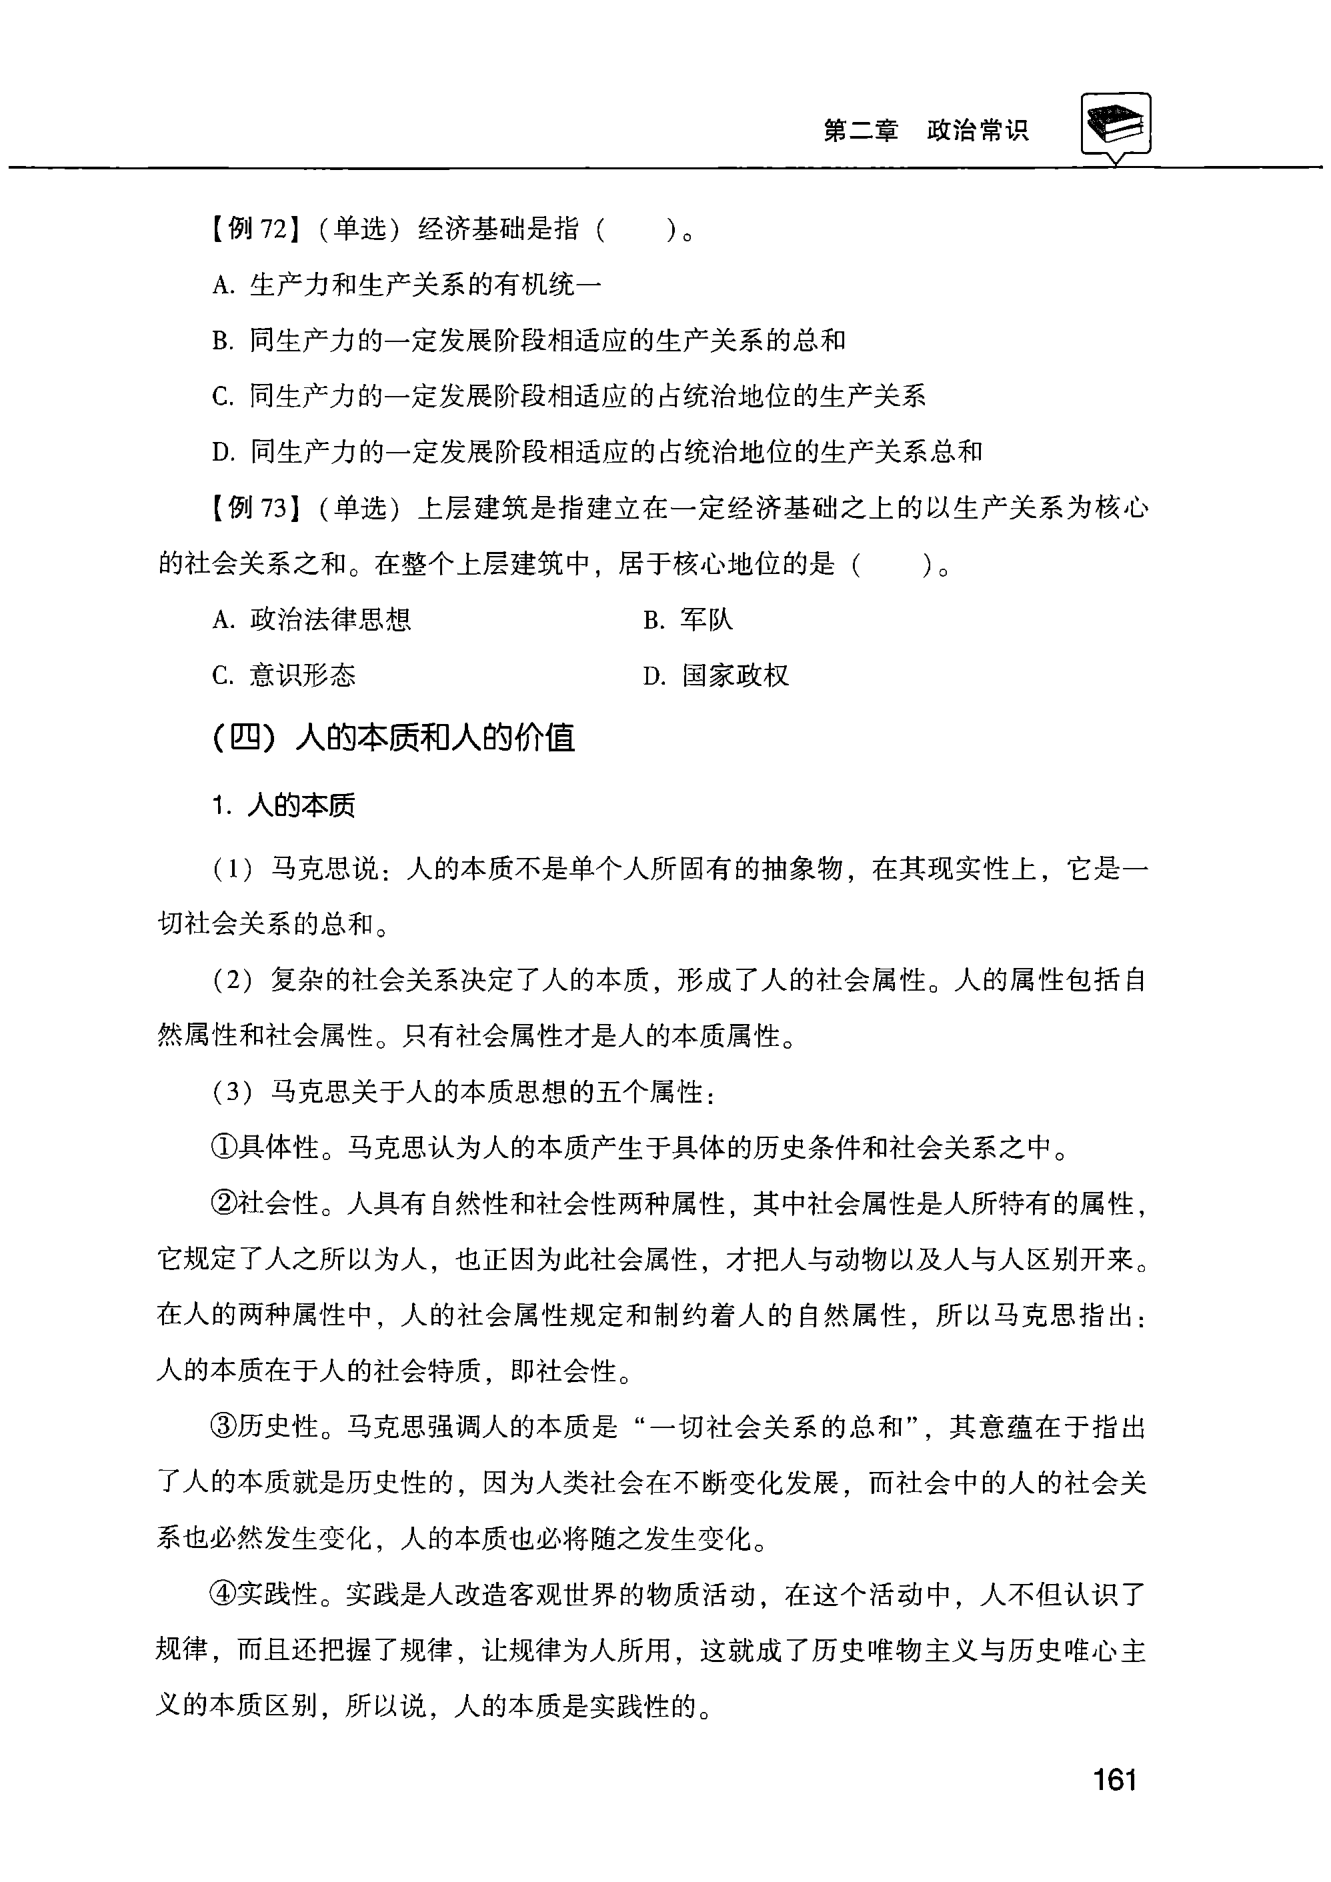 第二章 政治常识
【例 72】（单选）经济基础是指（　　）。
A. 生产力和生产关系的有机统一
B. 同生产力的一定发展阶段相适应的生产关系的总和
C. 同生产力的一定发展阶段相适应的占统治地位的生产关系
D. 同生产力的一定发展阶段相适应的占统治地位的生产关系总和
【例 73】（单选）上层建筑是指建立在一定经济基础之上的以生产关系为核心
的社会关系之和。在整个上层建筑中，居于核心地位的是（　　）。
A. 政治法律思想　　B. 军队
C. 意识形态　　D. 国家政权
（四）人的本质和人的价值
1. 人的本质
（1）马克思说：人的本质不是单个人所固有的抽象物，在其现实性上，它是一
切社会关系的总和。
（2）复杂的社会关系决定了人的本质，形成了人的社会属性。人的属性包括自
然属性和社会属性。只有社会属性才是人的本质属性。
（3）马克思关于人的本质思想的五个属性：
①具体性。马克思认为人的本质产生于具体的历史条件和社会关系之中。
②社会性。人具有自然性和社会性两种属性，其中社会属性是人所特有的属性，
它规定了人之所以为人，也正因为此社会属性，才把人与动物以及人与人区别开来。
在人的两种属性中，人的社会属性规定和制约着人的自然属性，所以马克思指出：
人的本质在于人的社会特质，即社会性。
③历史性。马克思强调人的本质是“一切社会关系的总和”，其意蕴在于指出
了人的本质就是历史性的，因为人类社会在不断变化发展，而社会中的人的社会关
系也必然发生变化，人的本质也必将随之发生变化。
④实践性。实践是人改造客观世界的物质活动，在这个活动中，人不但认识了
规律，而且还把握了规律，让规律为人所用，这就成了历史唯物主义与历史唯心主
义的本质区别，所以说，人的本质是实践性的。
161